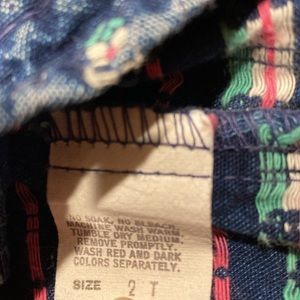 NO SOAK, NO BLEACH,
MACHINE WASH WARM,
TUMBLE DRY MEDIUM,
REMOVE PROMPTLY.
WASH RED AND DARK
COLORS SEPARATELY.
SIZE 2 T